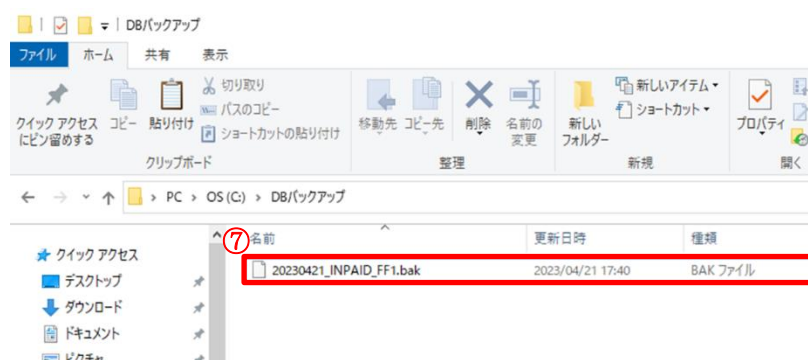 DBバックアップ
ファイル ホーム 共有 表示
クイック アクセス
にピン留めする
コピー
貼り付け
切り取り
パスのコピー
ショートカットの貼り付け
移動先
コピー先
削除
名前の
変更
新しい
フォルダー
新しいアイテム
ショートカット
プロパティ
クリップボード 整理 新規 開く
PC > OS (C:) > DBバックアップ
⑦ 名前 更新日時 種類
クイック アクセス
20230421_INPAID_FF1.bak 2023/04/21 17:40 BAK ファイル
デスクトップ
ダウンロード
ドキュメント
ピクチャ